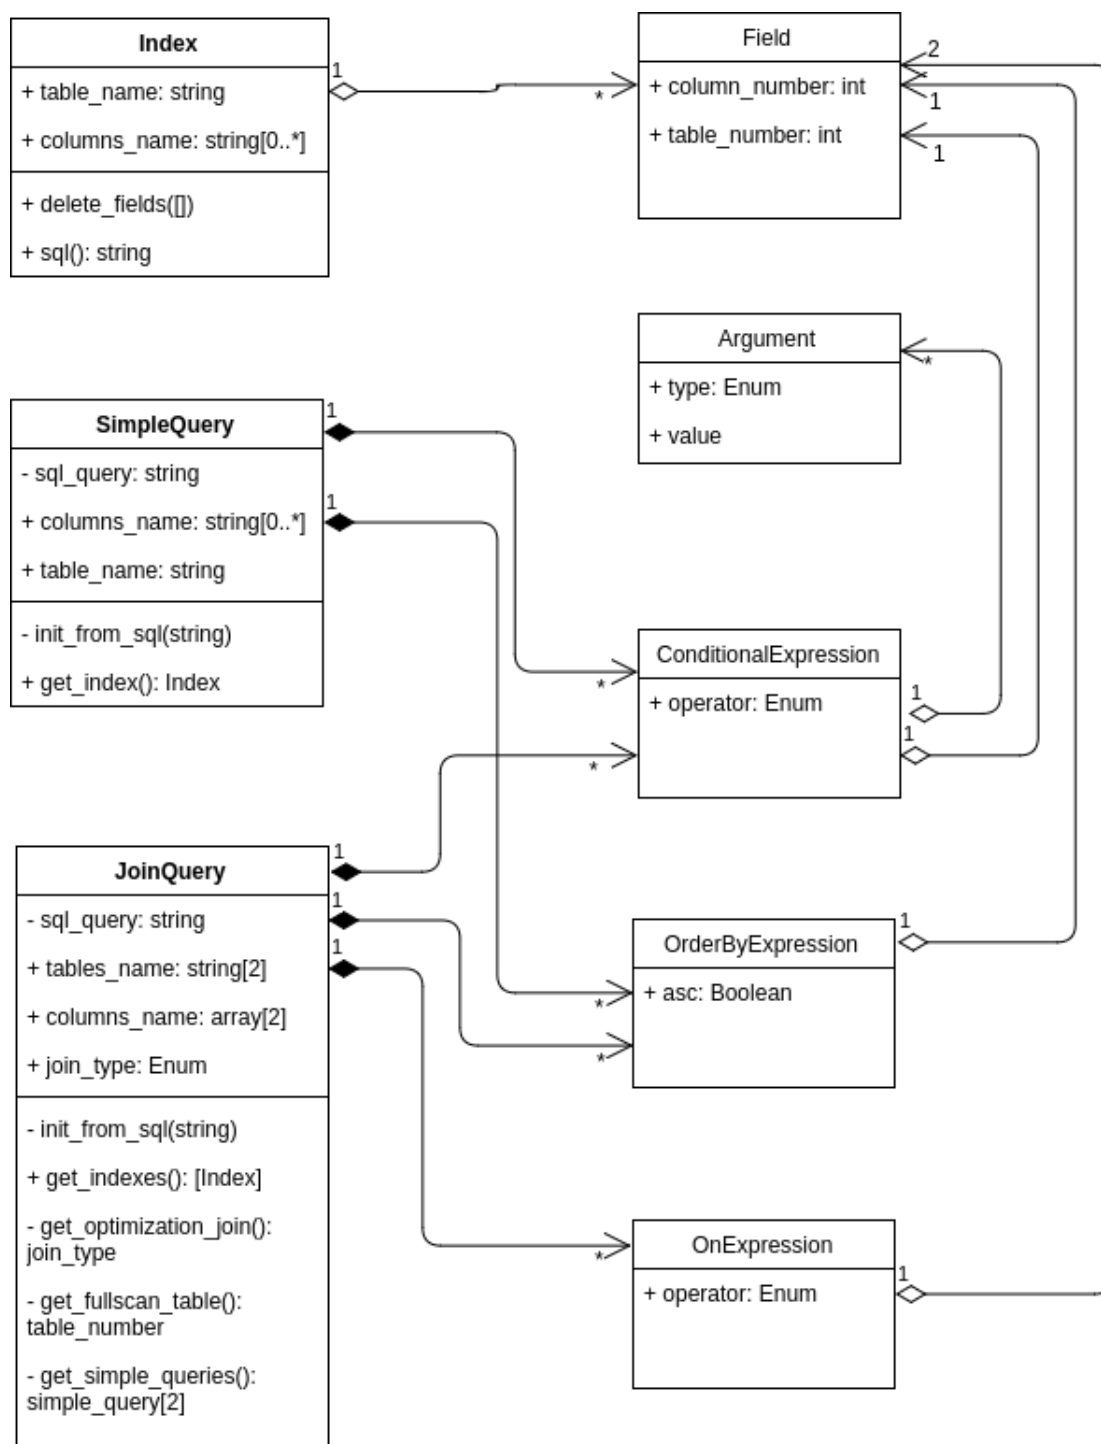 Index
+ table_name: string
+ columns_name: string[0..*]
+ delete_fields([])
+ sql(): string
1
*
Field
+ column_number: int
+ table_number: int
2
1
1
Argument
+ type: Enum
+ value
*
SimpleQuery
- sql_query: string
+ columns_name: string[0..*]
+ table_name: string
- init_from_sql(string)
+ get_index(): Index
1
1
ConditionalExpression
+ operator: Enum
*
*
1
1
JoinQuery
- sql_query: string
+ tables_name: string[2]
+ columns_name: array[2]
+ join_type: Enum
- init_from_sql(string)
+ get_indexes(): [Index]
- get_optimization_join():
join_type
- get_fullscan_table():
table_number
- get_simple_queries():
simple_query[2]
1
1
1
OrderByExpression
+ asc: Boolean
*
*
1
OnExpression
+ operator: Enum
*
1